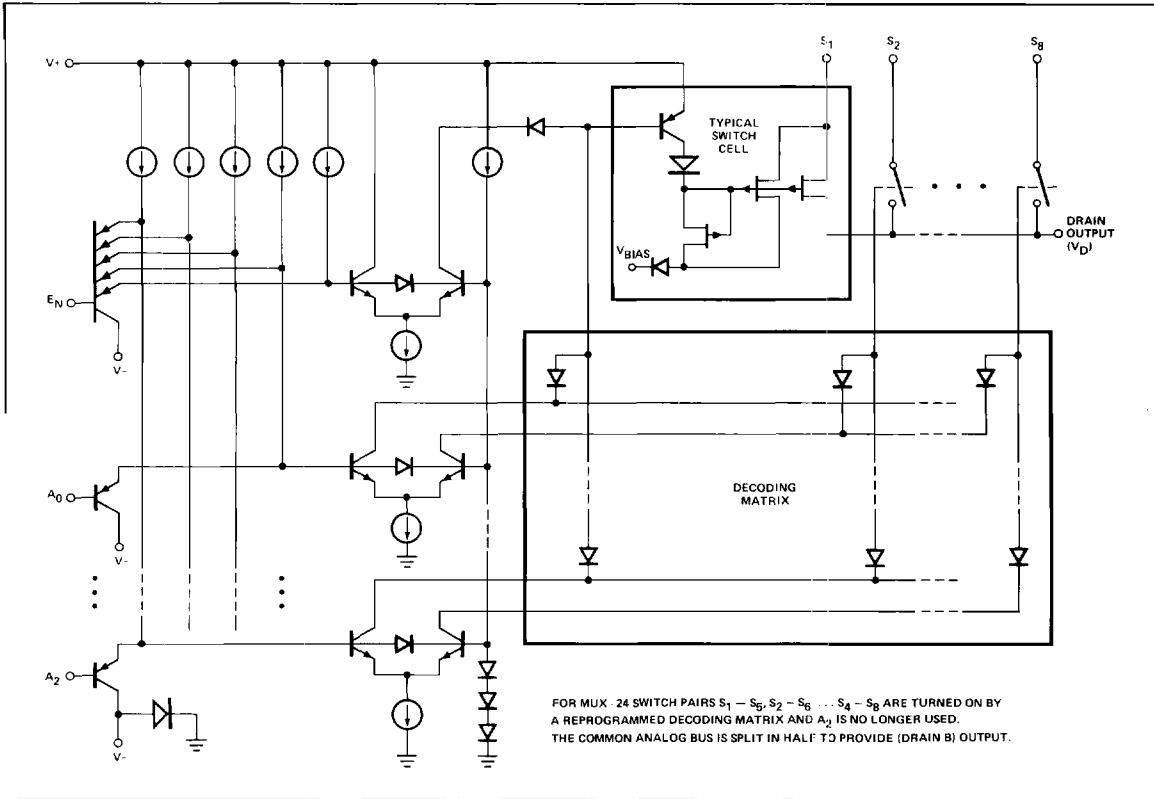 S1
S2
S8
V+
TYPICAL
SWITCH
CELL
DRAIN
OUTPUT
(VD)
VBIAS
EN
V-
A0
DECODING
MATRIX
V-
A2
V-
FOR MUX-24 SWITCH PAIRS S1 – S5, S2 – S6 ... S4 – S8 ARE TURNED ON BY
A REPROGRAMMED DECODING MATRIX AND A2 IS NO LONGER USED.
THE COMMON ANALOG BUS IS SPLIT IN HALF TO PROVIDE (DRAIN B) OUTPUT.